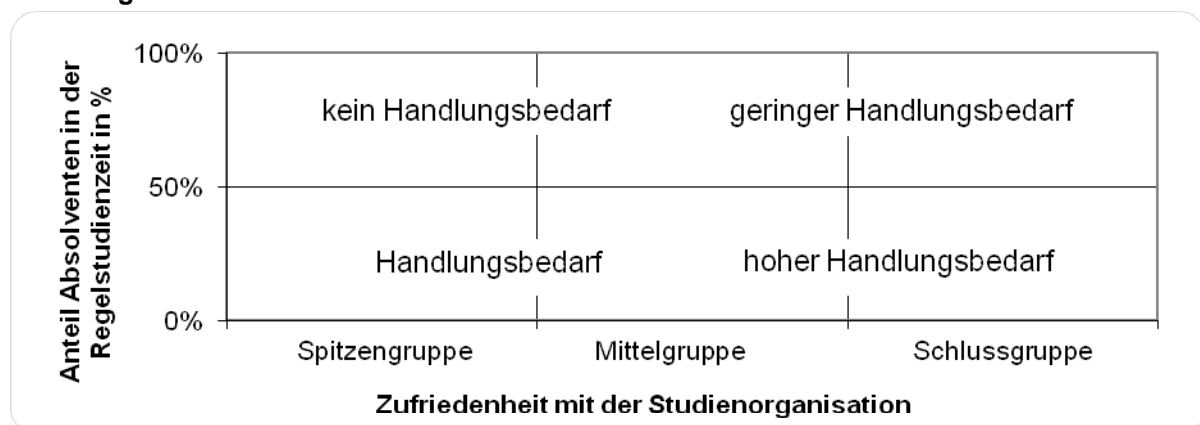 Anteil Absolventen in der
Regelstudienzeit in %
100%
kein Handlungsbedarf
geringer Handlungsbedarf
50%
Handlungsbedarf
hoher Handlungsbedarf
0%
Spitzengruppe
Mittelgruppe
Schlussgruppe
Zufriedenheit mit der Studienorganisation